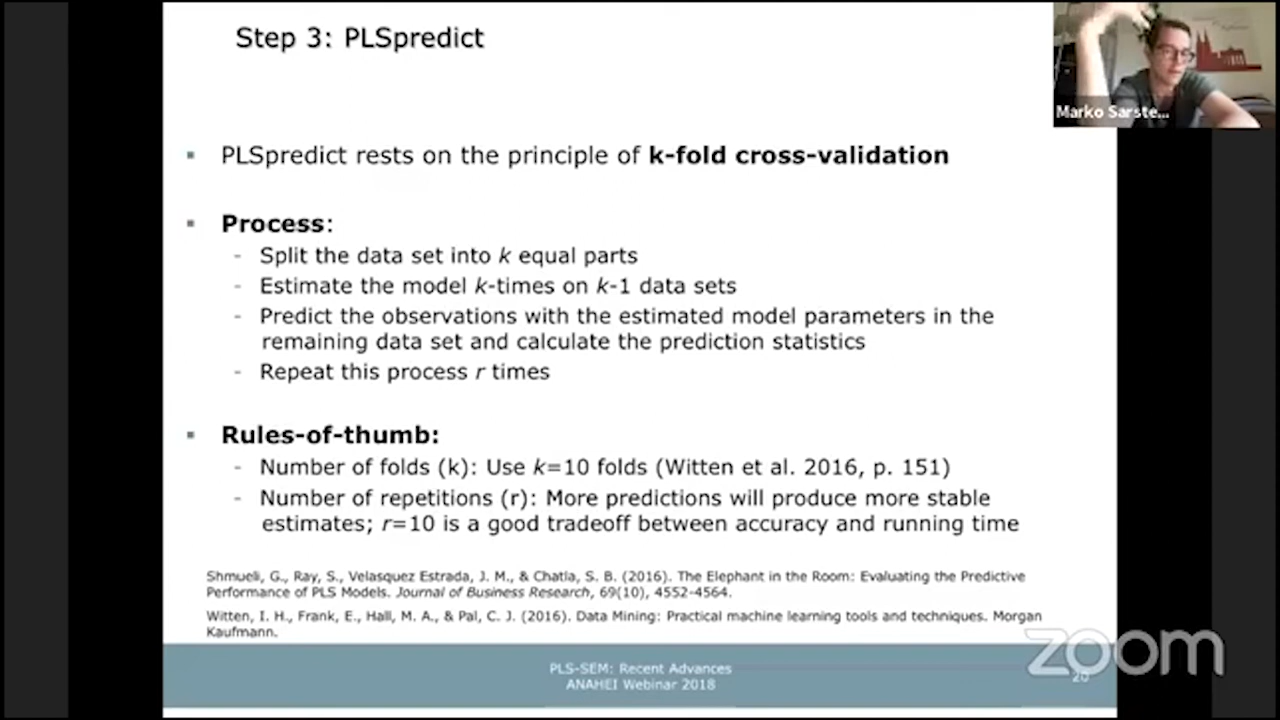 Step 3: PLSpredict
Marko Sarste...
▪ PLSpredict rests on the principle of k-fold cross-validation
▪ Process:
- Split the data set into k equal parts
- Estimate the model k-times on k-1 data sets
- Predict the observations with the estimated model parameters in the
remaining data set and calculate the prediction statistics
- Repeat this process r times
▪ Rules-of-thumb:
- Number of folds (k): Use k=10 folds (Witten et al. 2016, p. 151)
- Number of repetitions (r): More predictions will produce more stable
estimates; r=10 is a good tradeoff between accuracy and running time
Shmueli, G., Ray, S., Velasquez Estrada, J. M., & Chatla, S. B. (2016). The Elephant in the Room: Evaluating the Predictive
Performance of PLS Models. Journal of Business Research, 69(10), 4552-4564.
Witten, I. H., Frank, E., Hall, M. A., & Pal, C. J. (2016). Data Mining: Practical machine learning tools and techniques. Morgan
Kaufmann.
PLS-SEM: Recent Advances
ANAHEI Webinar 2018
zoom
20